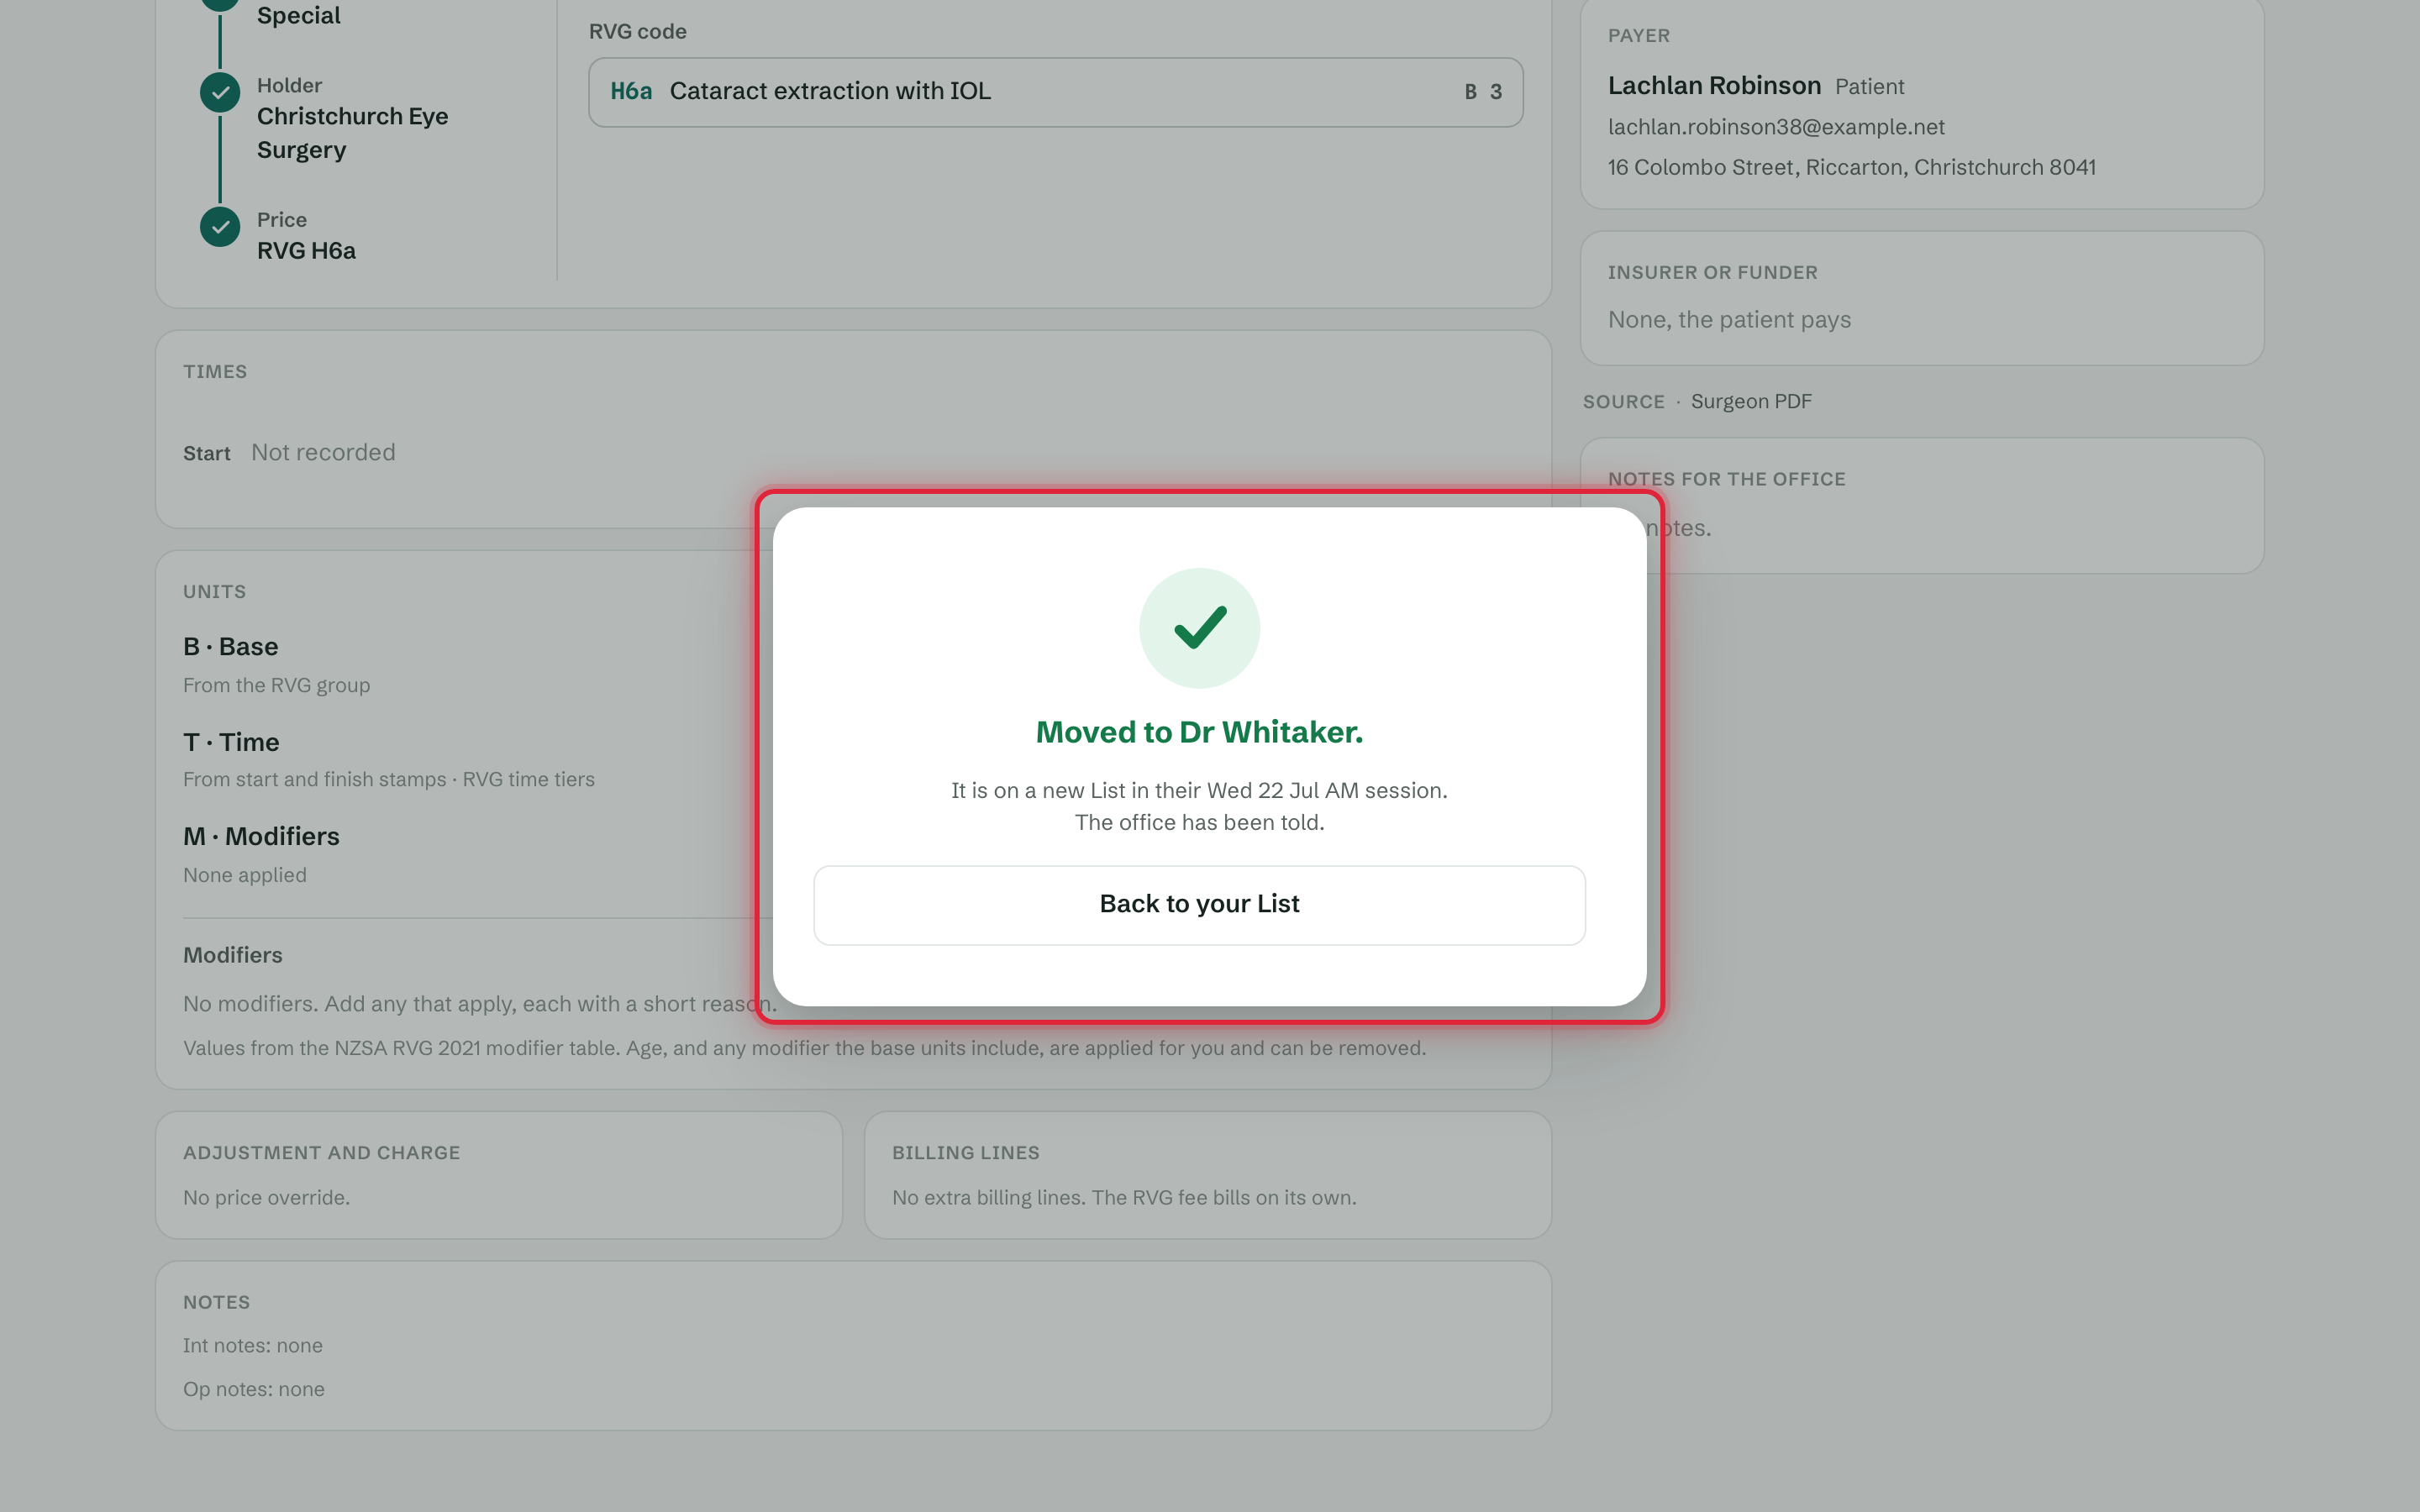 Special
Holder
Christchurch Eye
Surgery
Price
RVG H6a
RVG code
H6a Cataract extraction with IOL B 3
TIMES
Start Not recorded
UNITS
B · Base
From the RVG group
T · Time
From start and finish stamps · RVG time tiers
M · Modifiers
None applied
Modifiers
No modifiers. Add any that apply, each with a short reason.
Values from the NZSA RVG 2021 modifier table. Age, and any modifier the base units include, are applied for you and can be removed.
ADJUSTMENT AND CHARGE
No price override.
BILLING LINES
No extra billing lines. The RVG fee bills on its own.
NOTES
Int notes: none
Op notes: none
PAYER
Lachlan Robinson Patient
lachlan.robinson38@example.net
16 Colombo Street, Riccarton, Christchurch 8041
INSURER OR FUNDER
None, the patient pays
SOURCE · Surgeon PDF
NOTES FOR THE OFFICE
notes.
Moved to Dr Whitaker.
It is on a new List in their Wed 22 Jul AM session.
The office has been told.
Back to your List